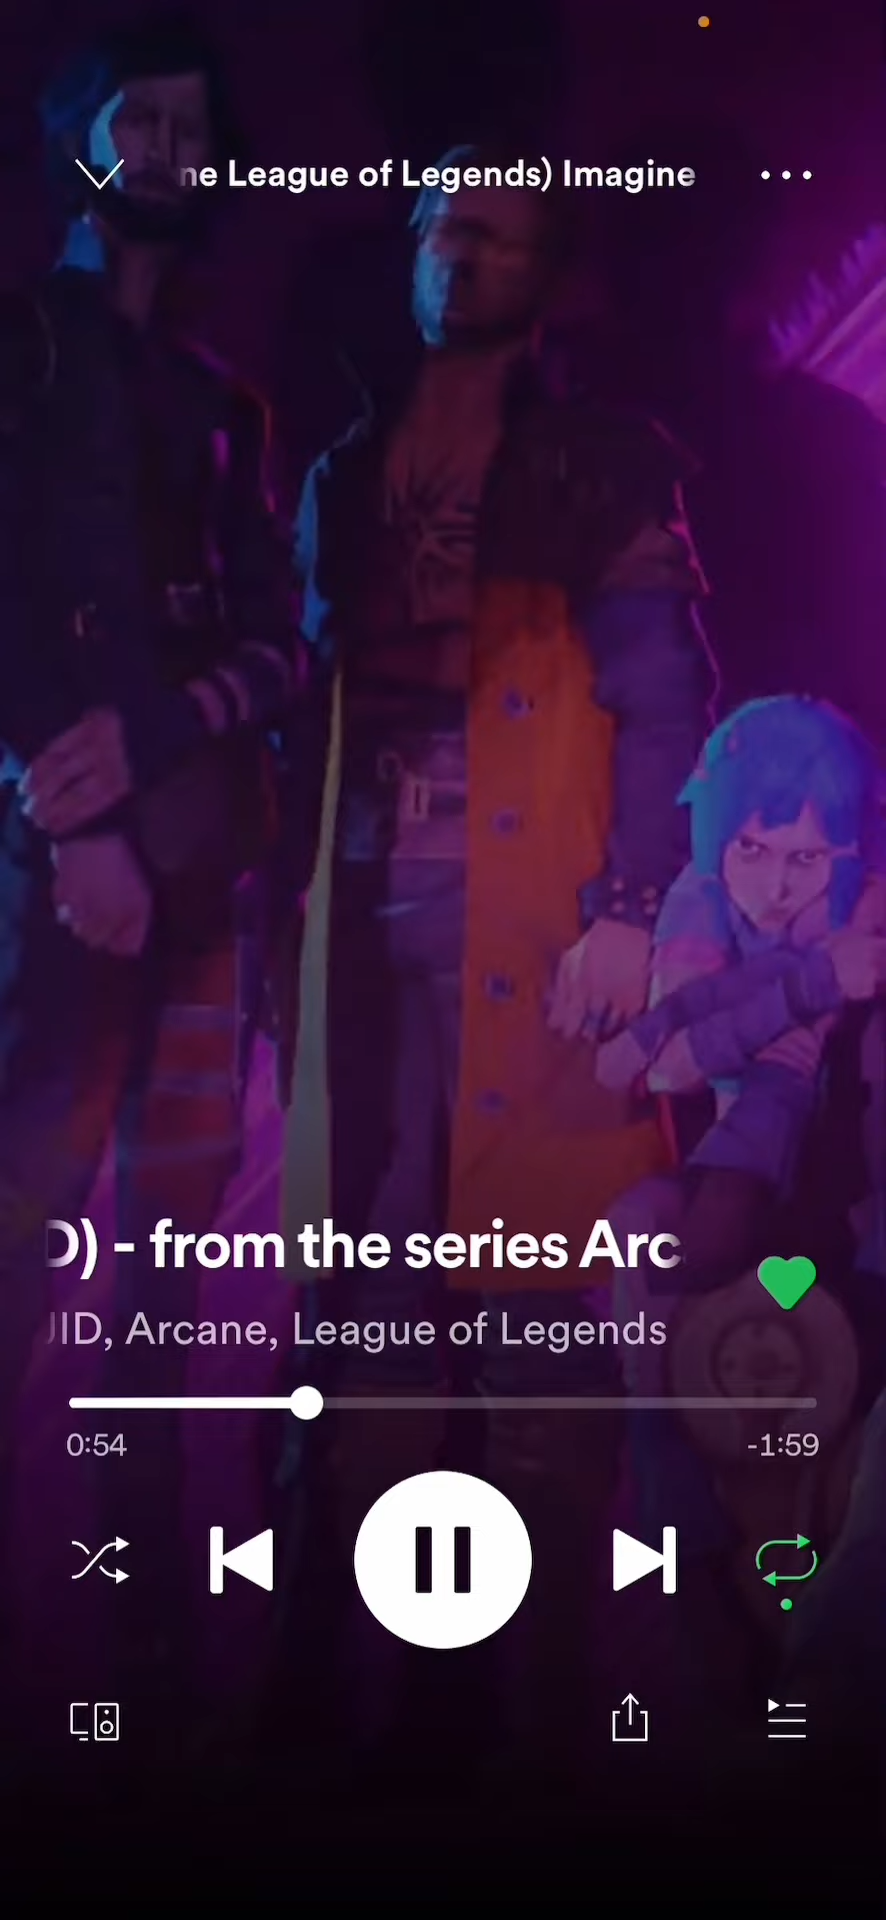 ne League of Legends) Imagine
) - from the series Arc
JID, Arcane, League of Legends
0:54
-1:59